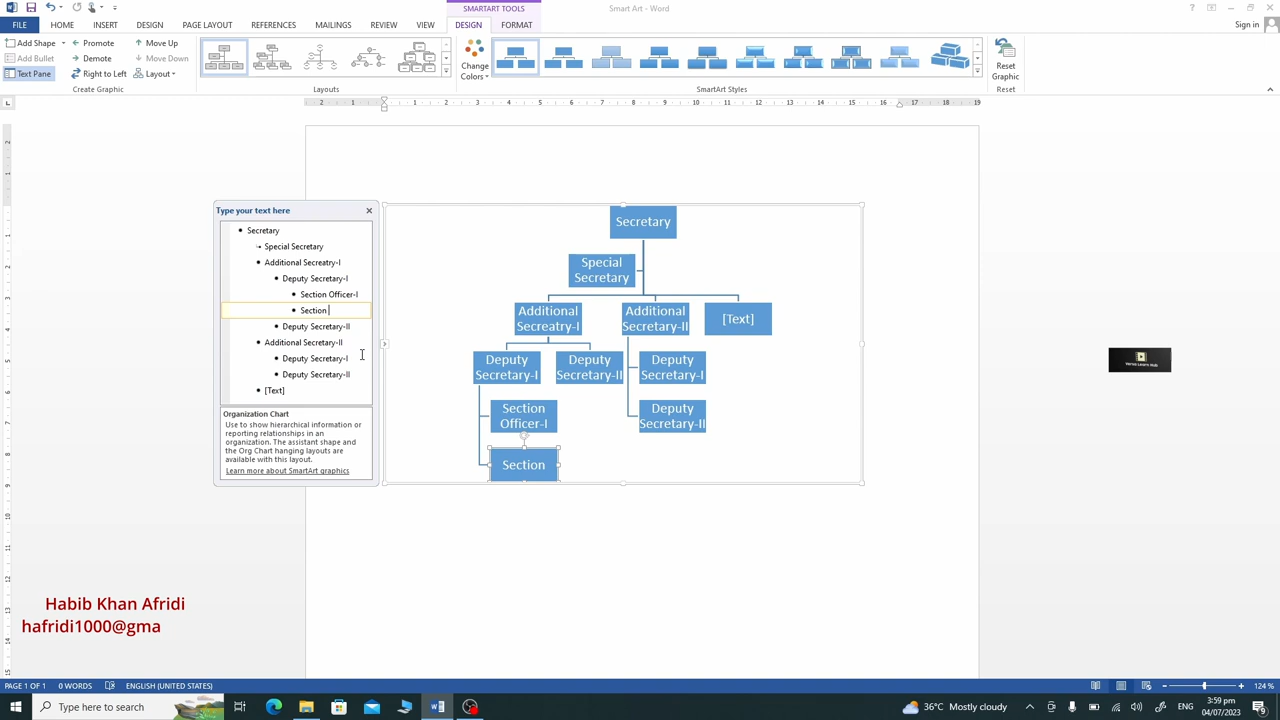 SMARTART TOOLS
Smart Art - Word
FILE
HOME
INSERT
DESIGN
PAGE LAYOUT
REFERENCES
MAILINGS
REVIEW
VIEW
DESIGN
FORMAT
Sign in
Add Shape
Promote
Move Up
Add Bullet
Demote
Move Down
Text Pane
Right to Left
Layout
Create Graphic
Layouts
Change
Colors
SmartArt Styles
Reset
Graphic
Reset
Type your text here
Secretary
Special Secretary
Additional Secreatry-I
Deputy Secretary-I
Section Officer-I
Section
Deputy Secretary-II
Additional Secretary-II
Deputy Secretary-I
Deputy Secretary-II
[Text]
Organization Chart
Use to show hierarchical information or
reporting relationships in an
organization. The assistant shape and
the Org Chart hanging layouts are
available with this layout.
Learn more about SmartArt graphics
Secretary
Special
Secretary
Additional
Secreatry-I
Additional
Secretary-II
[Text]
Deputy
Secretary-I
Deputy
Secretary-II
Deputy
Secretary-I
Section
Officer-I
Deputy
Secretary-II
Section
Habib Khan Afridi
hafridi1000@gma
PAGE 1 OF 1
0 WORDS
ENGLISH (UNITED STATES)
124 %
Type here to search
36°C Mostly cloudy
ENG
3:59 pm
04/07/2023